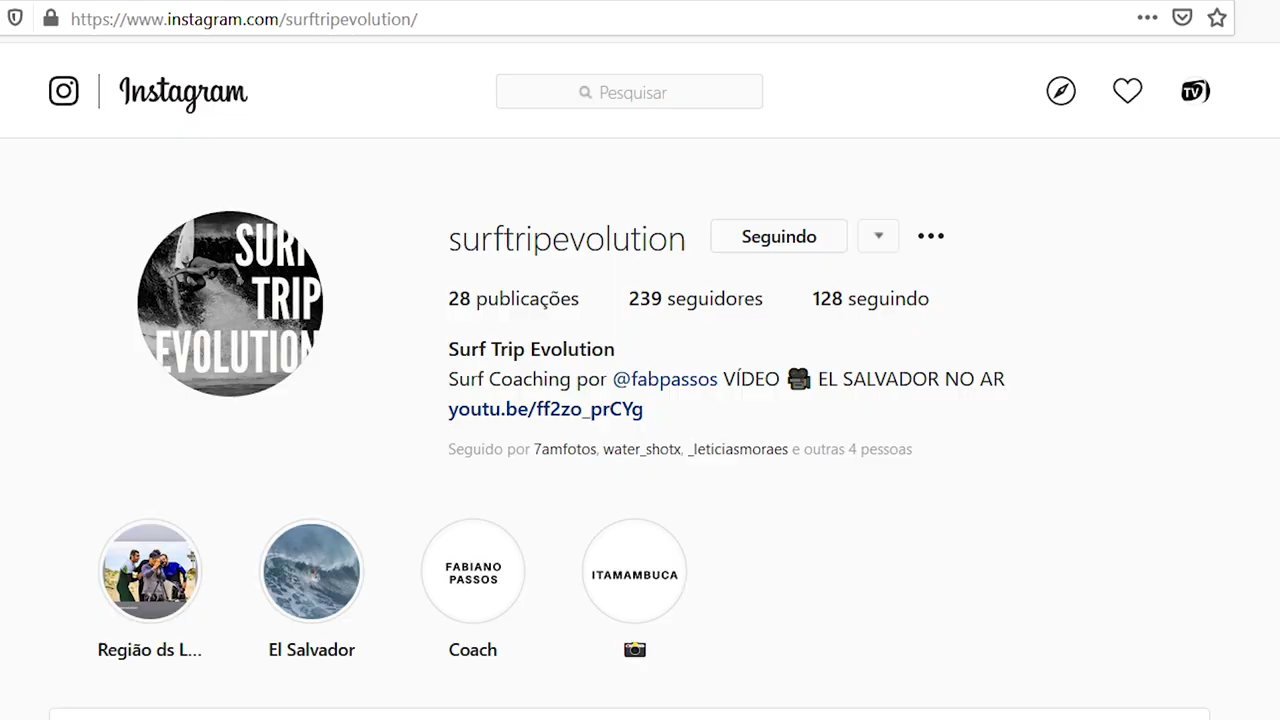 https://www.instagram.com/surftripevolution/
Instagram
Pesquisar
TV
SURF
TRIP
EVOLUTION
surftripevolution
Seguindo
28 publicações 239 seguidores 128 seguindo
Surf Trip Evolution
Surf Coaching por @fabpassos VÍDEO 🎥 EL SALVADOR NO AR
youtu.be/ff2zo_prCYg
Seguido por 7amfotos, water_shotx, _leticiasmoraes e outras 4 pessoas
FABIANO
PASSOS
ITAMAMBUCA
Região ds L... El Salvador Coach 📷